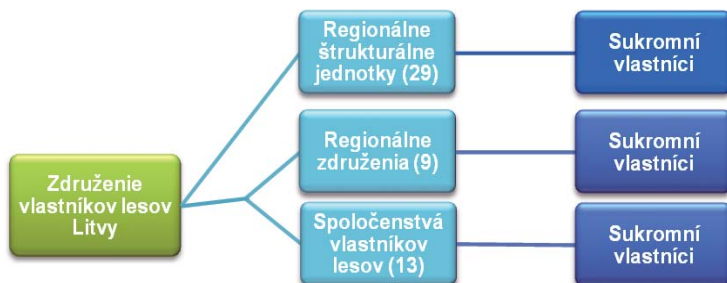 Združenie
vlastníkov lesov
Litvy
Regionálne
štrukturálne
jednotky (29)
Sukromní
vlastníci
Regionálne
združenia (9)
Sukromní
vlastníci
Spoločenstvá
vlastníkov
lesov (13)
Sukromní
vlastníci